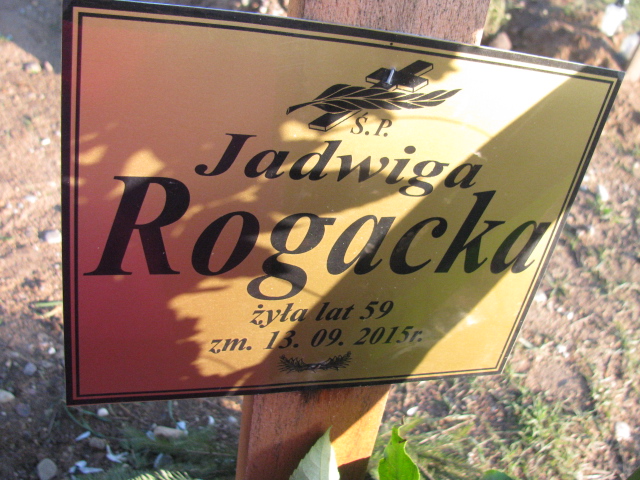 Ś.P.
Jadwiga
Rogacka
żyła lat 59
zm. 13. 09. 2015r.